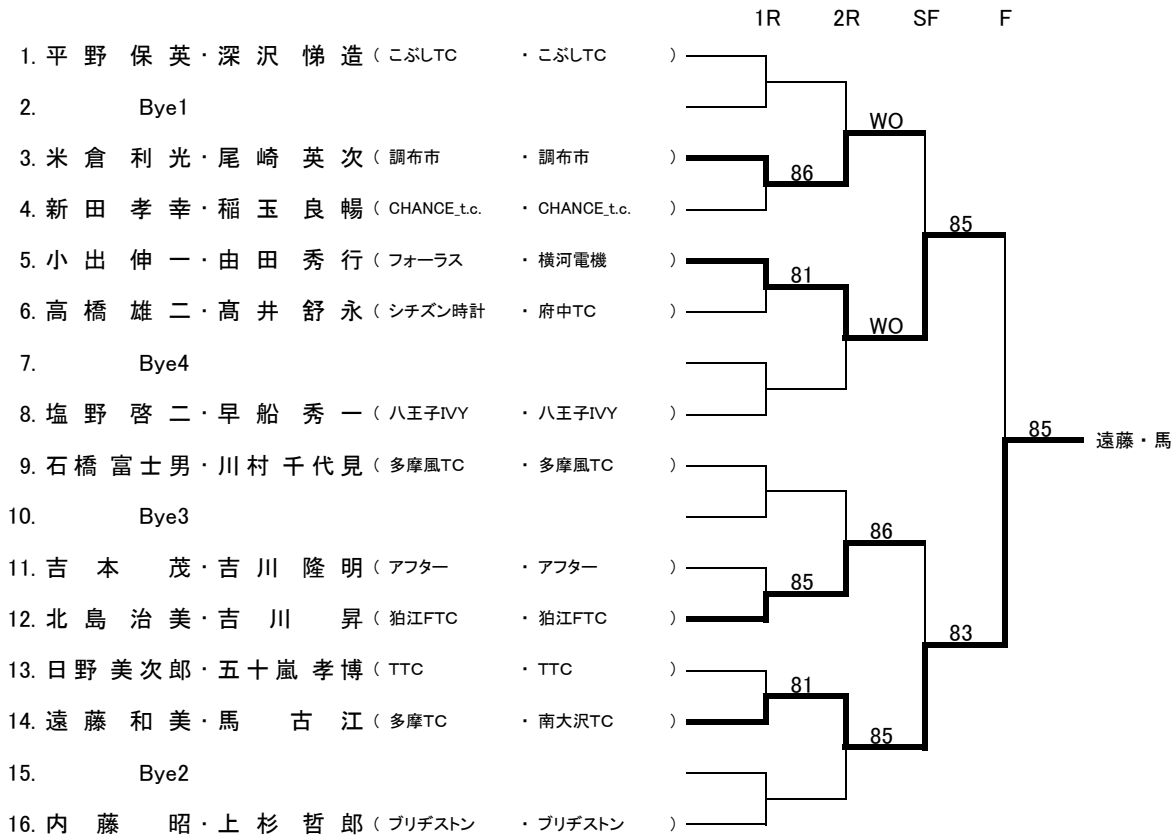 1R 2R SF F
1. 平野 保英・深沢 悌造 ( こぶしTC ・ こぶしTC )
2. Bye1
WO
3. 米倉 利光・尾崎 英次 ( 調布市 ・ 調布市 )
86
4. 新田 孝幸・稲玉 良暢 ( CHANCE_t.c. ・ CHANCE_t.c. )
85
5. 小出 伸一・由田 秀行 ( フォーラス ・ 横河電機 )
81
6. 高橋 雄二・髙井 舒永 ( シチズン時計 ・ 府中TC )
WO
7. Bye4
8. 塩野 啓二・早船 秀一 ( 八王子IVY ・ 八王子IVY )
85 遠藤・馬
9. 石橋 富士男・川村 千代見 ( 多摩風TC ・ 多摩風TC )
10. Bye3
86
11. 吉本 茂・吉川 隆明 ( アフター ・ アフター )
85
12. 北島 治美・吉川 昇 ( 狛江FTC ・ 狛江FTC )
83
13. 日野 美次郎・五十嵐 孝博 ( TTC ・ TTC )
81
14. 遠藤 和美・馬 古江 ( 多摩TC ・ 南大沢TC )
85
15. Bye2
16. 内藤 昭・上杉 哲郎 ( ブリヂストン ・ ブリヂストン )